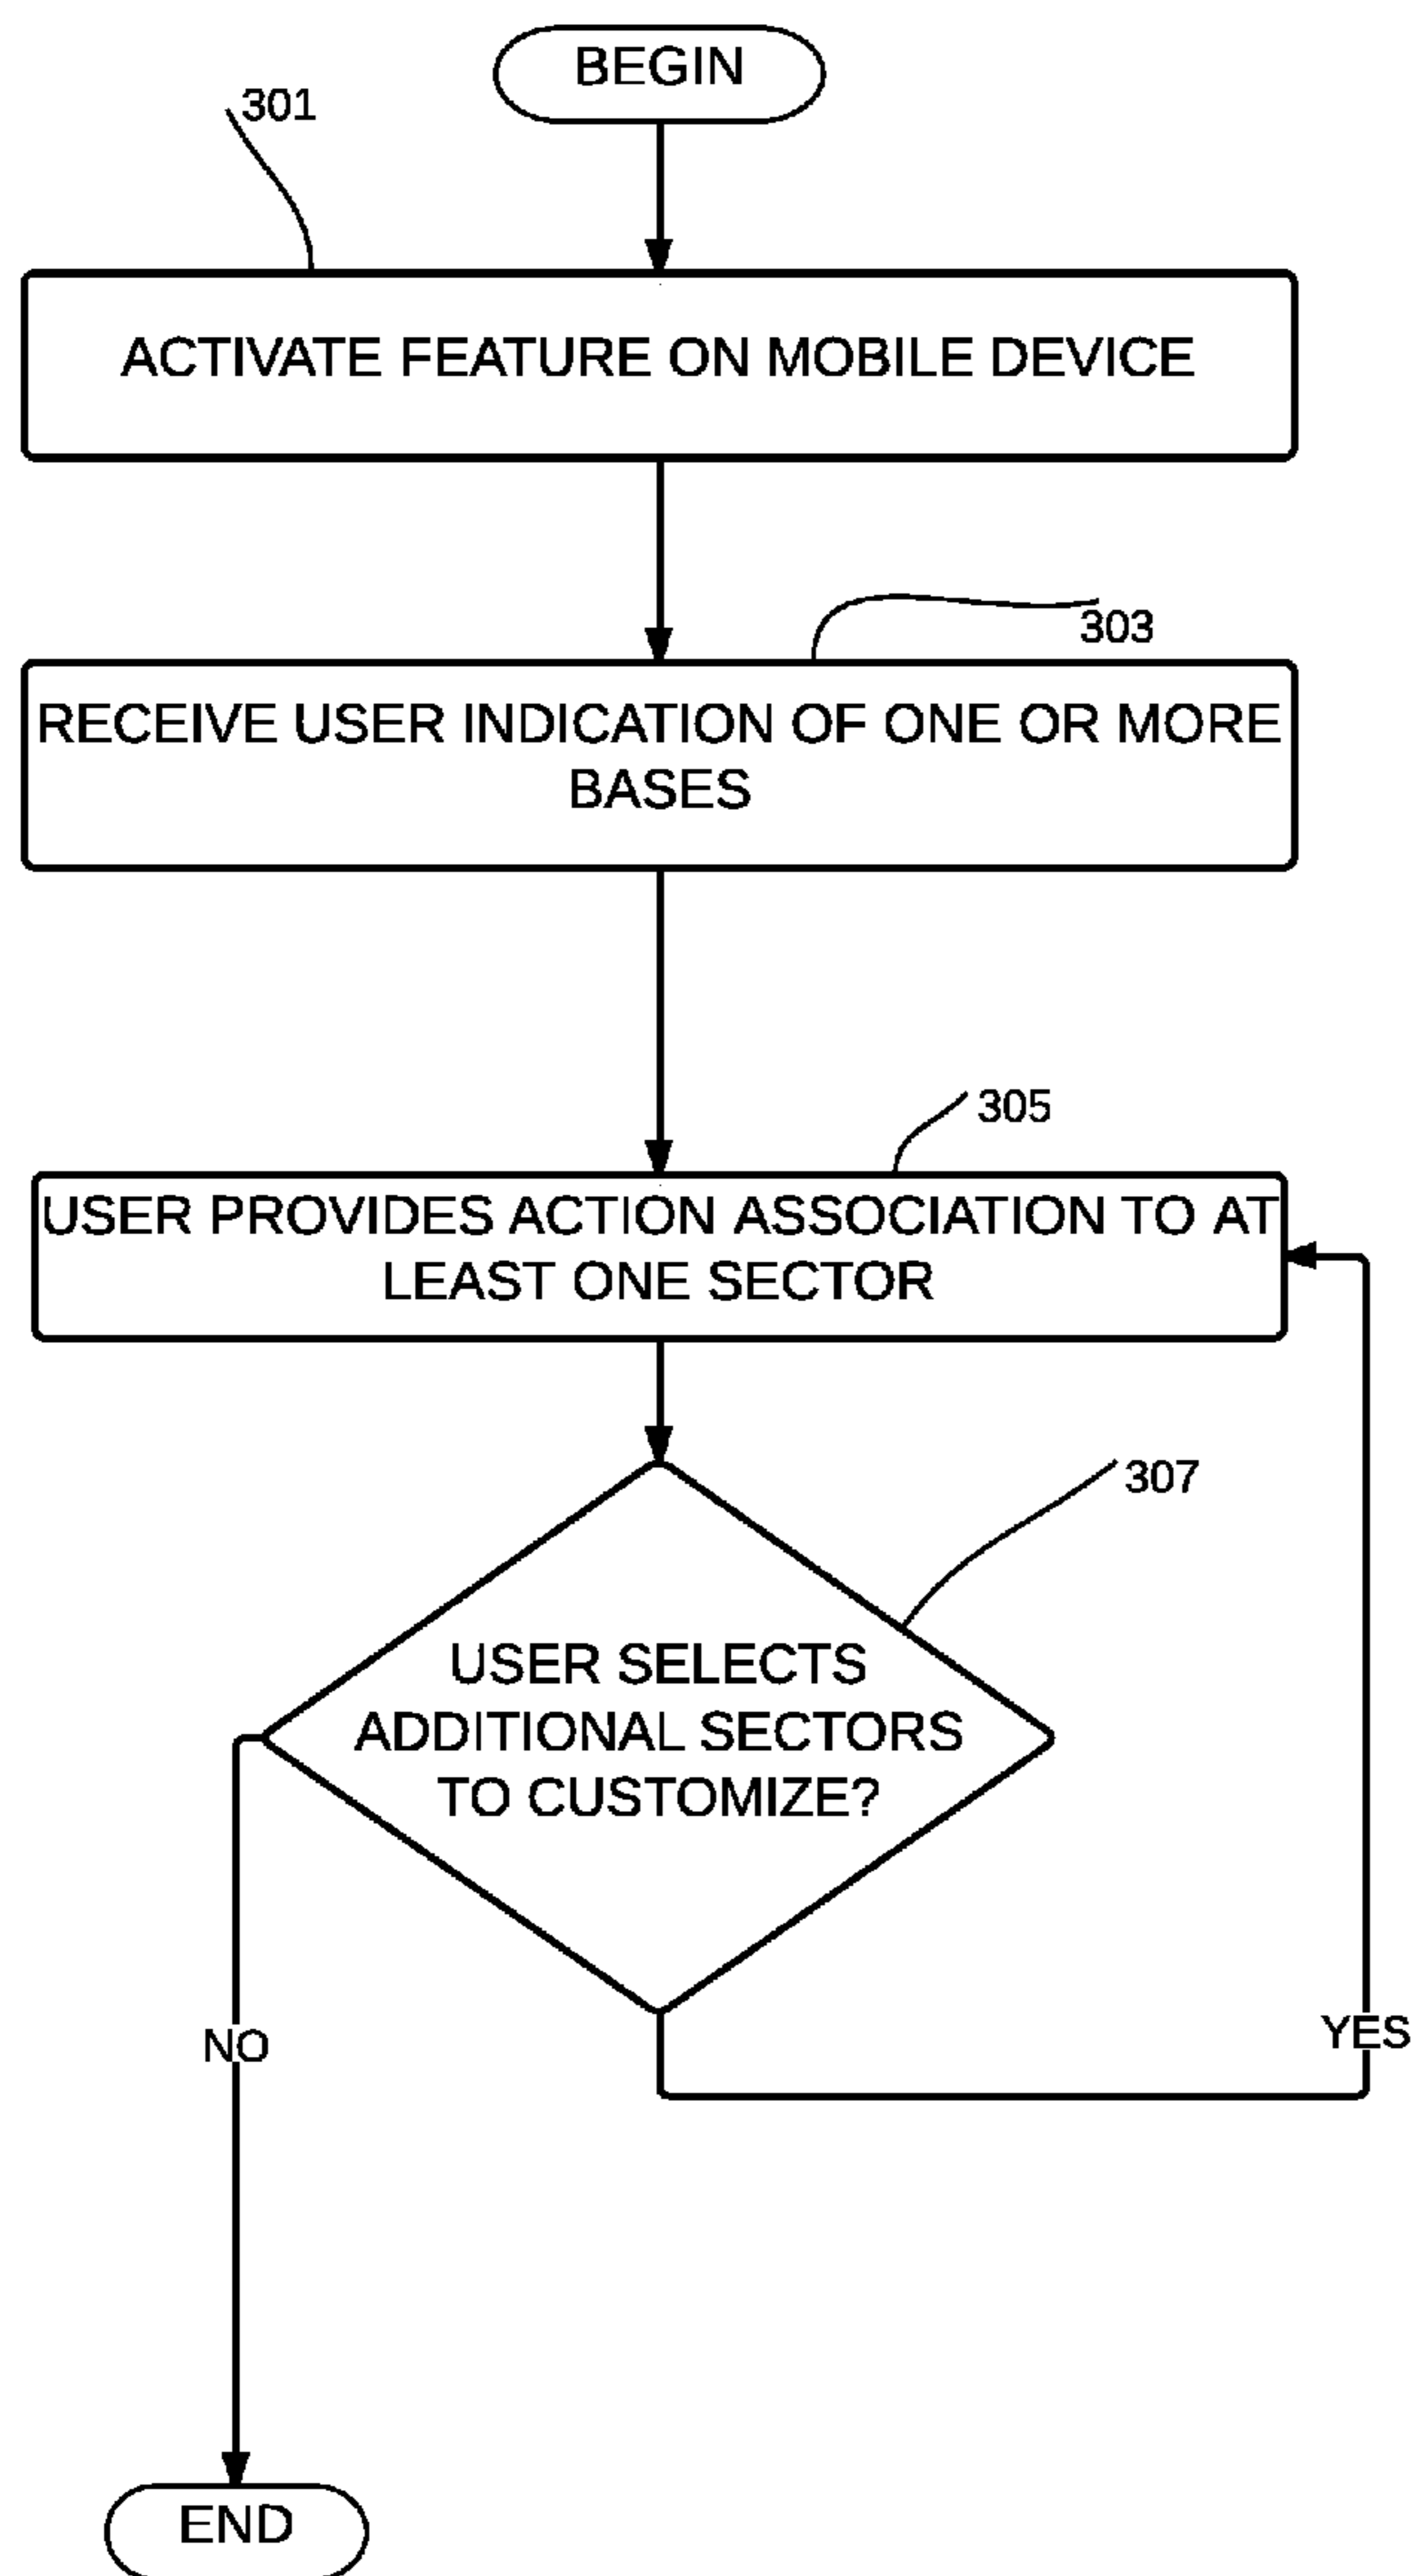 BEGIN
301
ACTIVATE FEATURE ON MOBILE DEVICE
303
RECEIVE USER INDICATION OF ONE OR MORE
BASES
305
USER PROVIDES ACTION ASSOCIATION TO AT
LEAST ONE SECTOR
307
USER SELECTS
ADDITIONAL SECTORS
TO CUSTOMIZE?
NO
YES
END